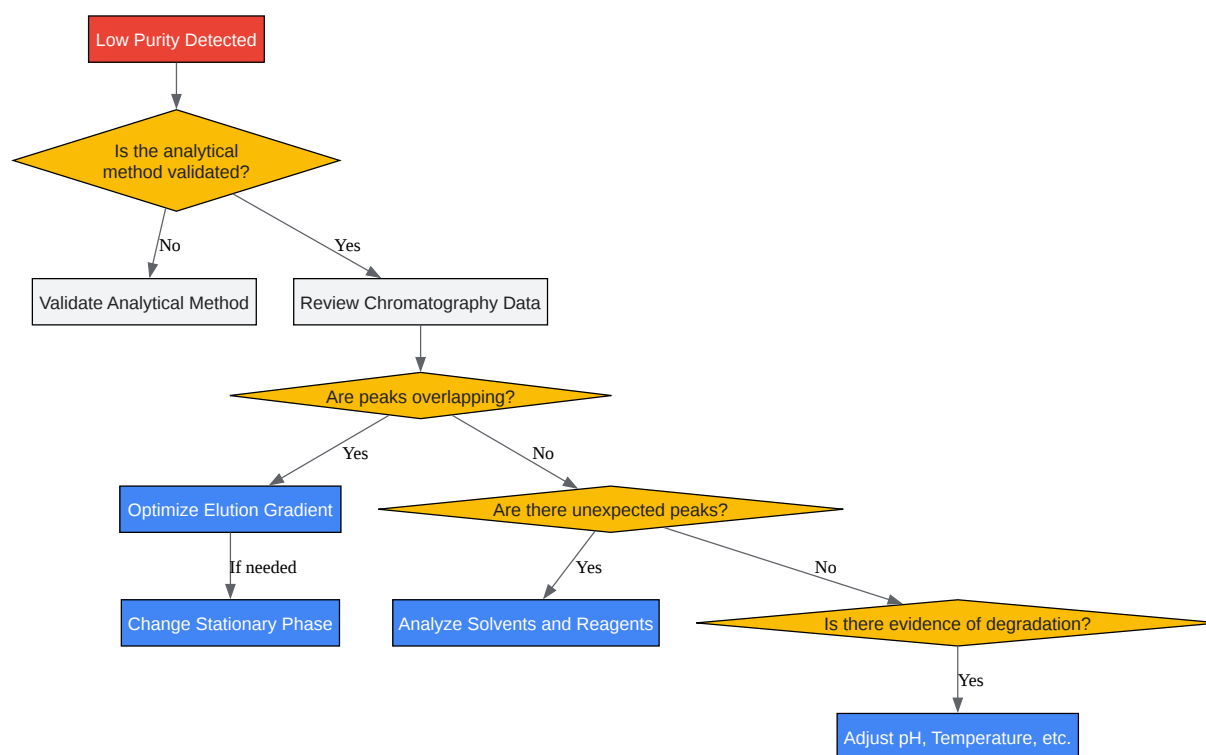 Low Purity Detected
Is the analytical
method validated?
No
Yes
Validate Analytical Method
Review Chromatography Data
Are peaks overlapping?
Yes
No
Optimize Elution Gradient
Are there unexpected peaks?
If needed
Yes
No
Change Stationary Phase
Analyze Solvents and Reagents
Is there evidence of degradation?
Yes
Adjust pH, Temperature, etc.